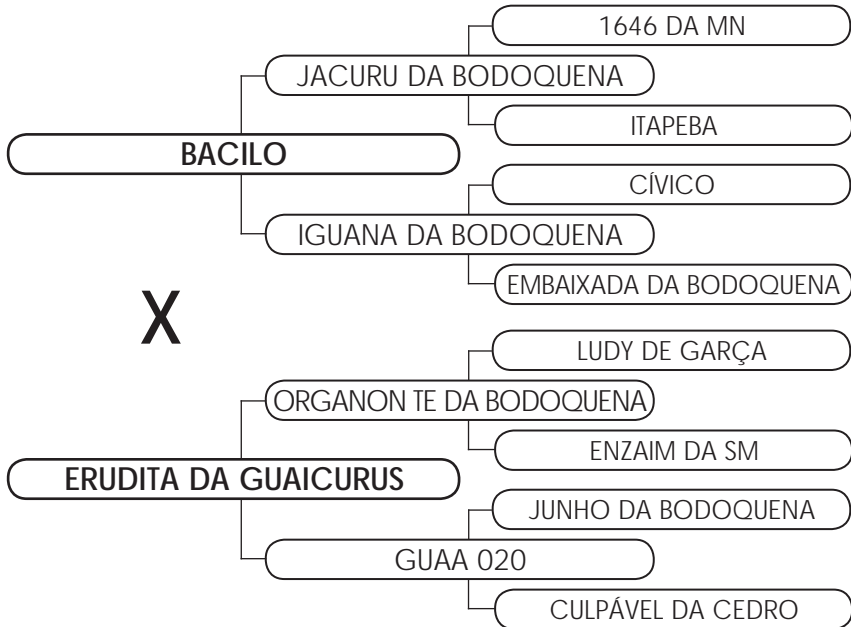 1646 DA MN
JACURU DA BODOQUENA
ITAPEBA
BACILO
CÍVICO
IGUANA DA BODOQUENA
EMBAIXADA DA BODOQUENA
X
LUDY DE GARÇA
ORGANON TE DA BODOQUENA
ENZAIM DA SM
ERUDITA DA GUAICURUS
JUNHO DA BODOQUENA
GUAA 020
CULPÁVEL DA CEDRO